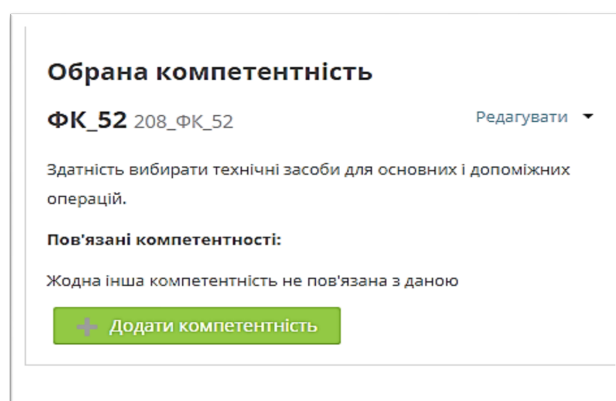 Обрана компетентність
ФК_52 208_ФК_52 Редагувати
Здатність вибирати технічні засоби для основних і допоміжних
операцій.
Пов'язані компетентності:
Жодна інша компетентність не пов'язана з даною
Додати компетентність